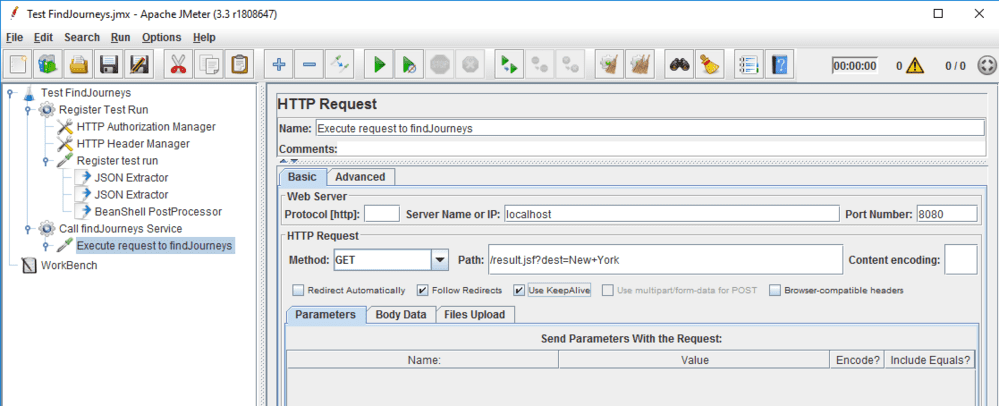 Test FindJourneys.jmx - Apache JMeter (3.3 r1808647)
File Edit Search Run Options Help
00:00:00 0 0 / 0
Test FindJourneys
Register Test Run
HTTP Authorization Manager
HTTP Header Manager
Register test run
JSON Extractor
JSON Extractor
BeanShell PostProcessor
Call findJourneys Service
Execute request to findJourneys
WorkBench
HTTP Request
Name: Execute request to findJourneys
Comments:
Basic Advanced
Web Server
Protocol [http]: Server Name or IP: localhost Port Number: 8080
HTTP Request
Method: GET Path: /result.jsf?dest=New+York Content encoding:
Redirect Automatically Follow Redirects Use KeepAlive Use multipart/form-data for POST Browser-compatible headers
Parameters Body Data Files Upload
Send Parameters With the Request:
Name: Value Encode? Include Equals?